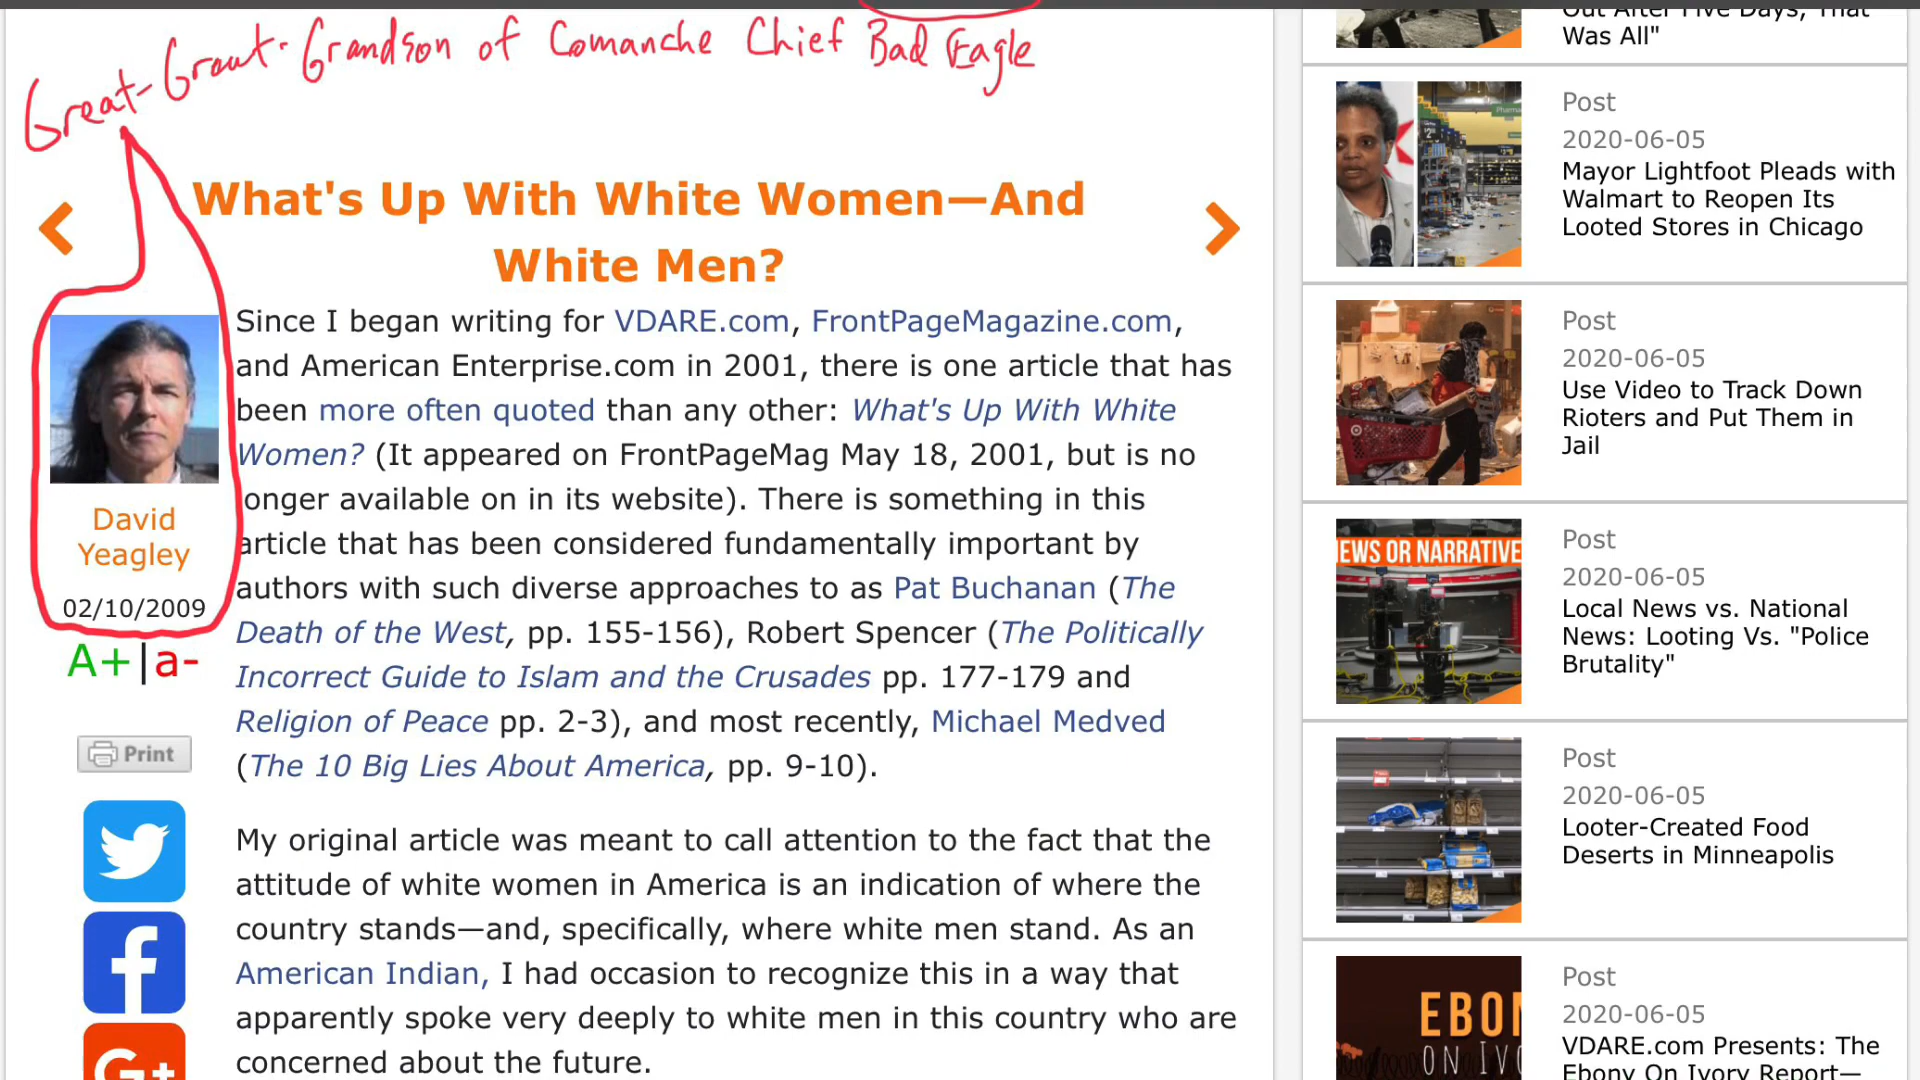 Great-Great-Grandson of Comanche Chief Bad Eagle
What's Up With White Women—And
White Men?
David
Yeagley
02/10/2009
A+|a-
Print
Since I began writing for VDARE.com, FrontPageMagazine.com,
and American Enterprise.com in 2001, there is one article that has
been more often quoted than any other: What's Up With White
Women? (It appeared on FrontPageMag May 18, 2001, but is no
longer available on in its website). There is something in this
article that has been considered fundamentally important by
authors with such diverse approaches to as Pat Buchanan (The
Death of the West, pp. 155-156), Robert Spencer (The Politically
Incorrect Guide to Islam and the Crusades pp. 177-179 and
Religion of Peace pp. 2-3), and most recently, Michael Medved
(The 10 Big Lies About America, pp. 9-10).
My original article was meant to call attention to the fact that the
attitude of white women in America is an indication of where the
country stands—and, specifically, where white men stand. As an
American Indian, I had occasion to recognize this in a way that
apparently spoke very deeply to white men in this country who are
concerned about the future.
Out After Five Days, That
Was All"
Post
2020-06-05
Mayor Lightfoot Pleads with
Walmart to Reopen Its
Looted Stores in Chicago
Post
2020-06-05
Use Video to Track Down
Rioters and Put Them in
Jail
NEWS OR NARRATIVE
Post
2020-06-05
Local News vs. National
News: Looting Vs. "Police
Brutality"
Post
2020-06-05
Looter-Created Food
Deserts in Minneapolis
EBON
ON IVO
Post
2020-06-05
VDARE.com Presents: The
Ebony On Ivory Report—